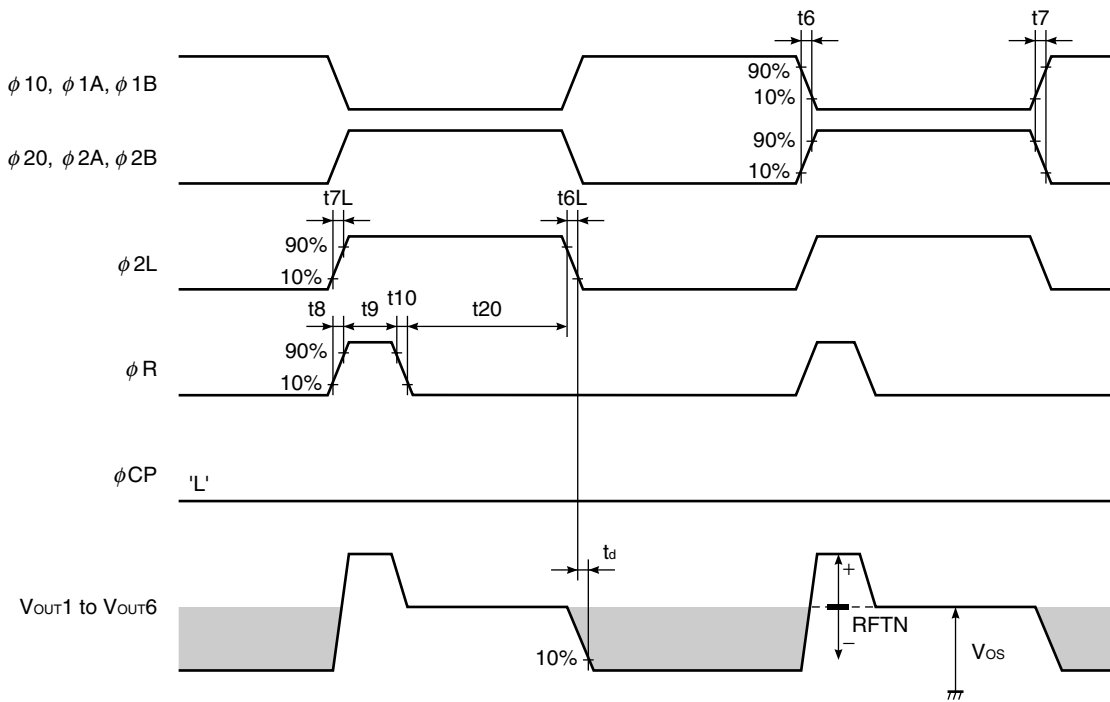 t6 t7
φ10, φ1A, φ1B
90%
10%
φ20, φ2A, φ2B
90%
10%
t7L t6L
φ2L
90%
10%
t8 t9 t10 t20
φR
90%
10%
φCP
'L'
td
VOUT1 to VOUT6
+
RFTN
−
10%
VOS